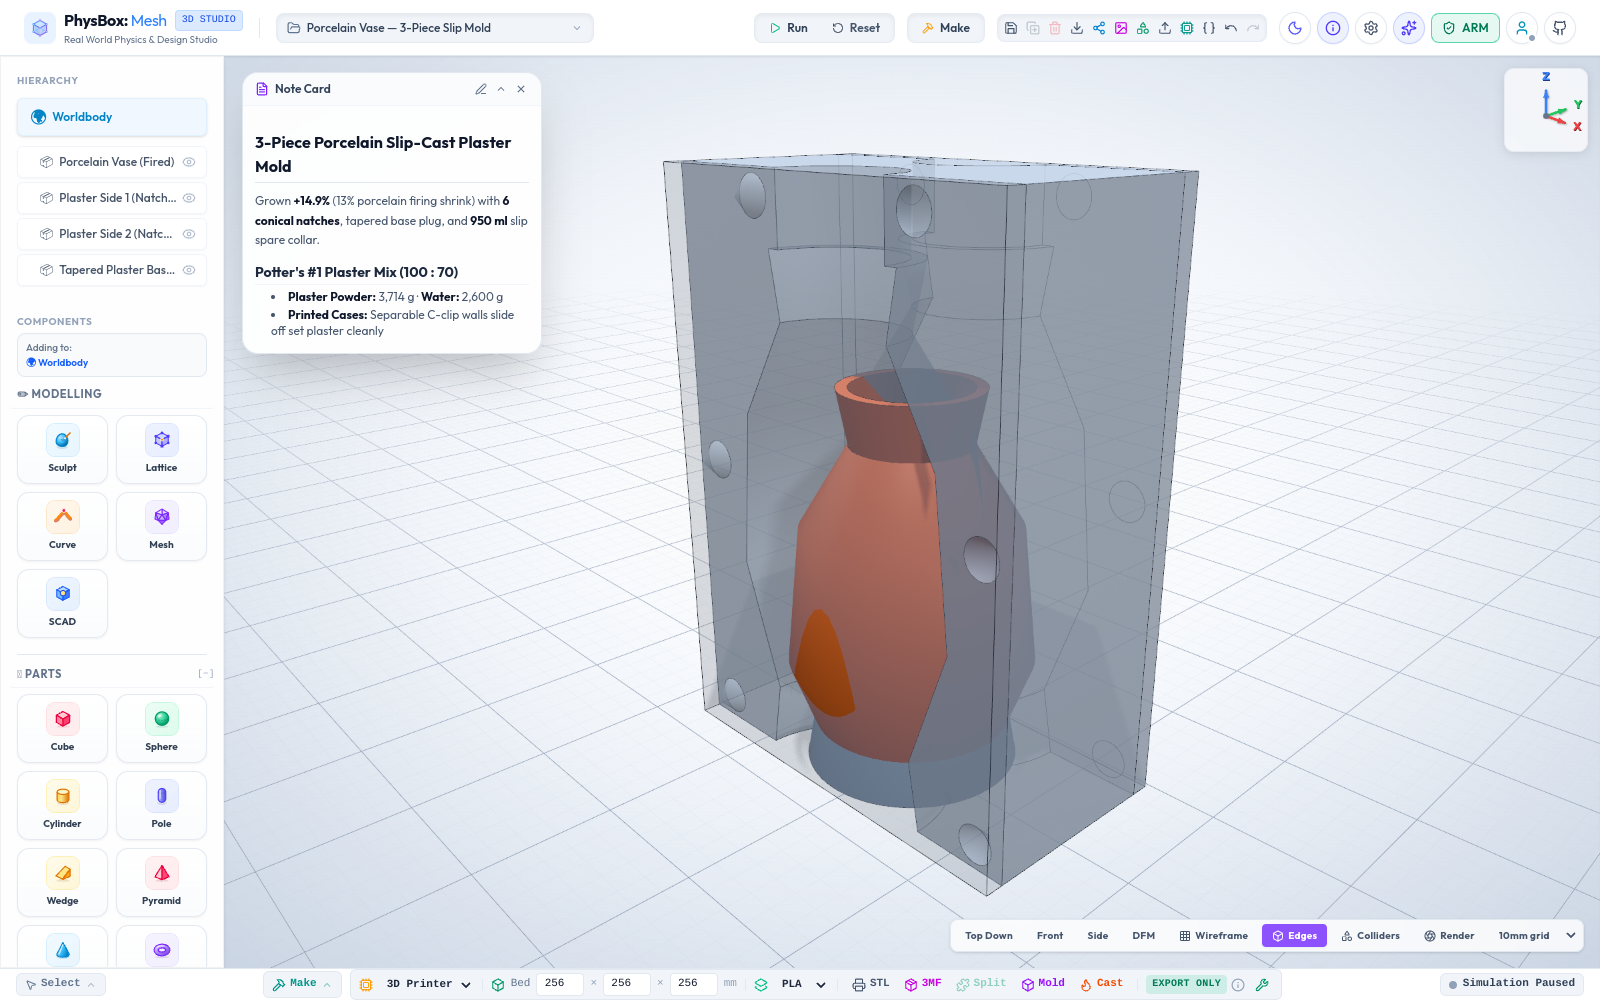 PhysBox: Mesh
3D STUDIO
Real World Physics & Design Studio
Porcelain Vase — 3-Piece Slip Mold
Run
Reset
Make
ARM
HIERARCHY
Worldbody
Porcelain Vase (Fired)
Plaster Side 1 (Natch...
Plaster Side 2 (Natc...
Tapered Plaster Bas...
COMPONENTS
Adding to:
Worldbody
MODELLING
Sculpt
Lattice
Curve
Mesh
SCAD
PARTS
[-]
Cube
Sphere
Cylinder
Pole
Wedge
Pyramid
Note Card
3-Piece Porcelain Slip-Cast Plaster
Mold
Grown +14.9% (13% porcelain firing shrink) with 6
conical natches, tapered base plug, and 950 ml slip
spare collar.
Potter's #1 Plaster Mix (100 : 70)
• Plaster Powder: 3,714 g · Water: 2,600 g
• Printed Cases: Separable C-clip walls slide
off set plaster cleanly
Z
Y
X
Top Down
Front
Side
DFM
Wireframe
Edges
Colliders
Render
10mm grid
Select
Make
3D Printer
Bed
256
×
256
×
256
mm
PLA
STL
3MF
Split
Mold
Cast
EXPORT ONLY
Simulation Paused